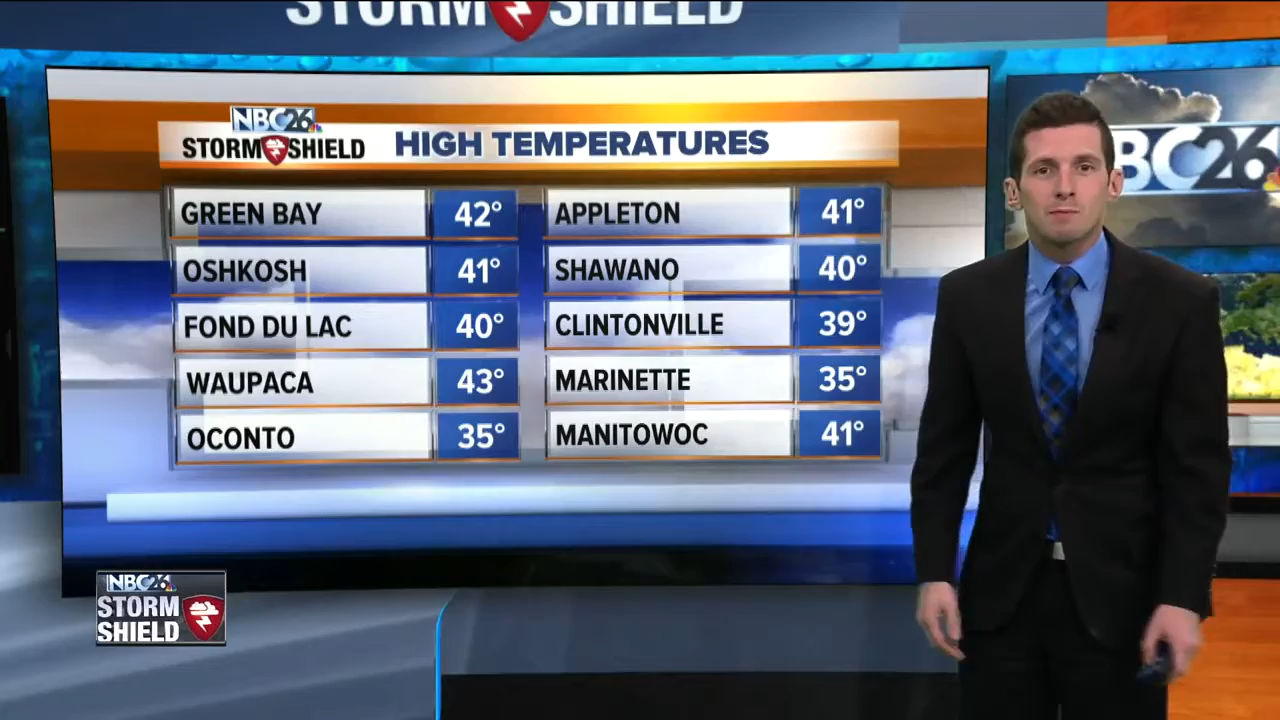 STORM SHIELD
NBC26
STORM SHIELD
HIGH TEMPERATURES
GREEN BAY 42°
APPLETON 41°
OSHKOSH 41°
SHAWANO 40°
FOND DU LAC 40°
CLINTONVILLE 39°
WAUPACA 43°
MARINETTE 35°
OCONTO 35°
MANITOWOC 41°
BC26
NBC26
STORM
SHIELD